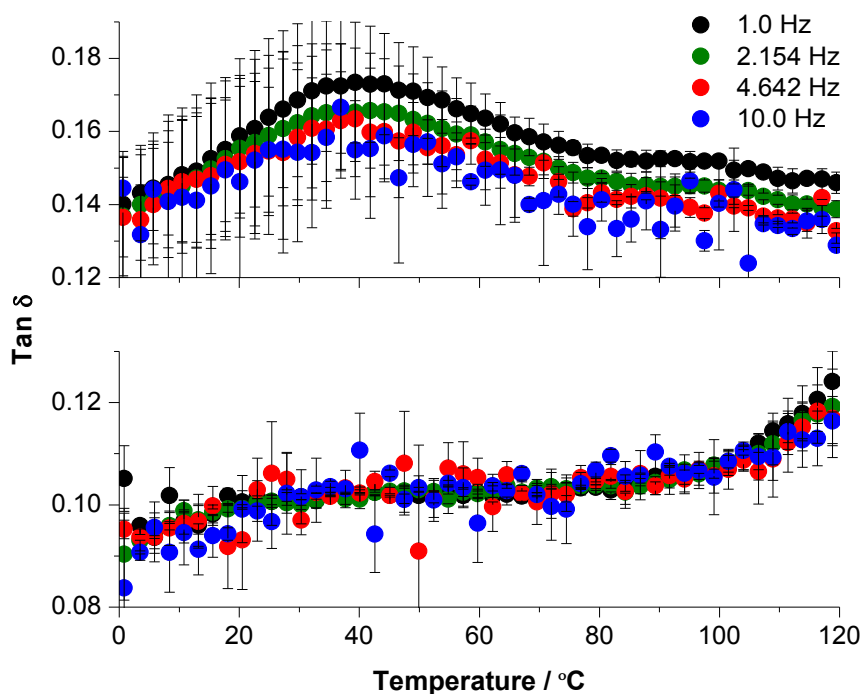 1.0 Hz
2.154 Hz
4.642 Hz
10.0 Hz
0.18
0.16
0.14
0.12
Tan δ
0.12
0.10
0.08
0 20 40 60 80 100 120
Temperature / °C